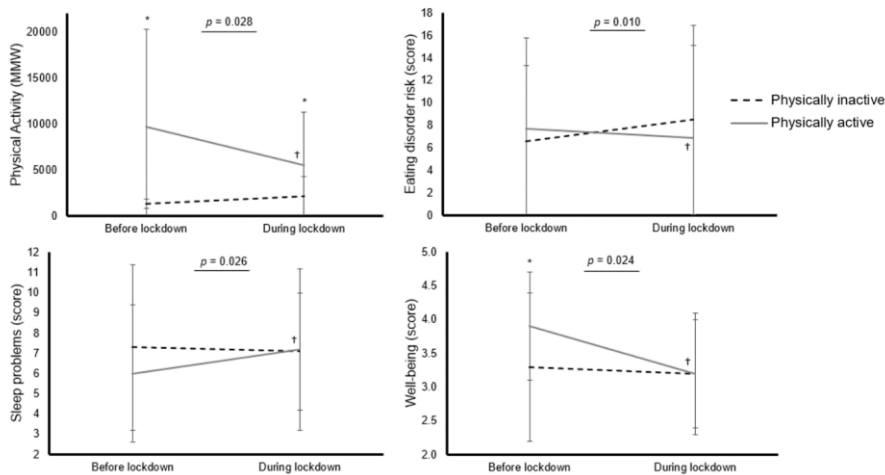 20000
15000
10000
5000
0
Physical Activity (MMW)
*
p = 0.028
*
†
Before lockdown
During lockdown
18
16
14
12
10
8
6
4
2
0
Eating disorder risk (score)
p = 0.010
†
Before lockdown
During lockdown
Physically inactive
Physically active
12
11
10
9
8
7
6
5
4
3
2
Sleep problems (score)
p = 0.026
†
Before lockdown
During lockdown
5.0
4.5
4.0
3.5
3.0
2.5
2.0
Well-being (score)
*
p = 0.024
†
Before lockdown
During lockdown